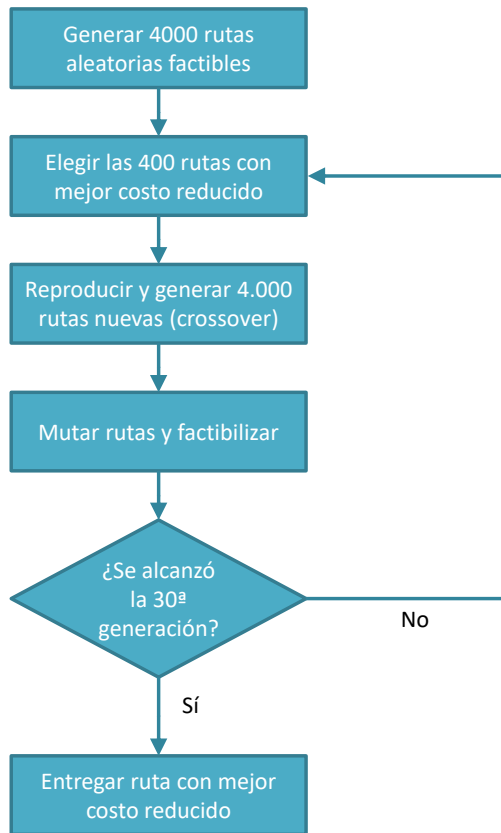 Generar 4000 rutas
aleatorias factibles
Elegir las 400 rutas con
mejor costo reducido
Reproducir y generar 4.000
rutas nuevas (crossover)
Mutar rutas y factibilizar
¿Se alcanzó
la 30ª
generación?
No
Sí
Entregar ruta con mejor
costo reducido